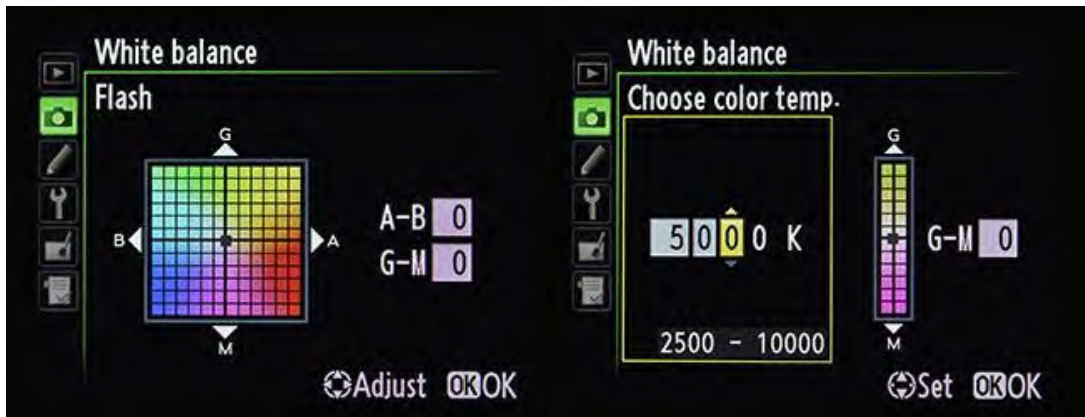 White balance
Flash
G
B
A
M
A-B 0
G-M 0
Adjust OK OK
White balance
Choose color temp.
5000 K
2500 - 10000
G
M
G-M 0
Set OK OK